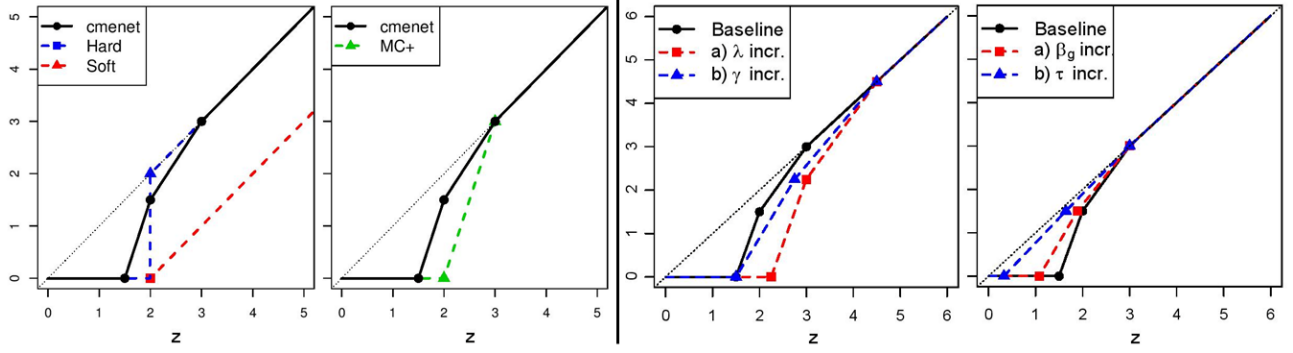 cmenet
Hard
Soft
5
4
3
2
1
0
0 1 2 3 4 5
z
cmenet
MC+
0 1 2 3 4 5
z
Baseline
a) λ incr.
b) γ incr.
6
5
4
3
2
1
0
0 1 2 3 4 5 6
z
Baseline
a) βg incr.
b) τ incr.
0 1 2 3 4 5 6
z